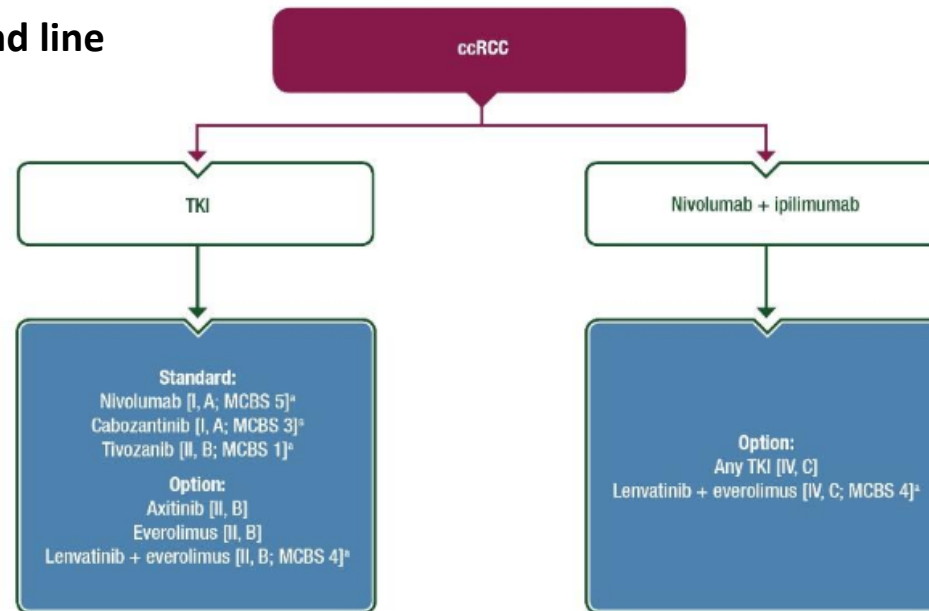 nd line
ccRCC
TKI
Nivolumab + ipilimumab
Standard:
Nivolumab [I, A; MCBS 5]ᵃ
Cabozantinib [I, A; MCBS 3]ᵃ
Tivozanib [II, B; MCBS 1]ᵃ
Option:
Axitinib [II, B]
Everolimus [II, B]
Lenvatinib + everolimus [II, B; MCBS 4]ᵃ
Option:
Any TKI [IV, C]
Lenvatinib + everolimus [IV, C; MCBS 4]ᵃ